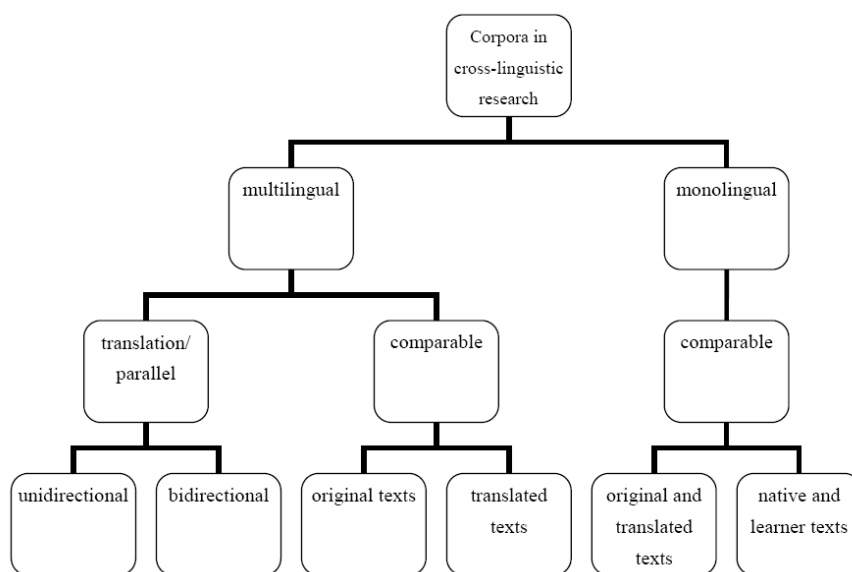 Corpora in
cross-linguistic
research
multilingual
monolingual
translation/
parallel
comparable
comparable
unidirectional
bidirectional
original texts
translated
texts
original and
translated
texts
native and
learner texts